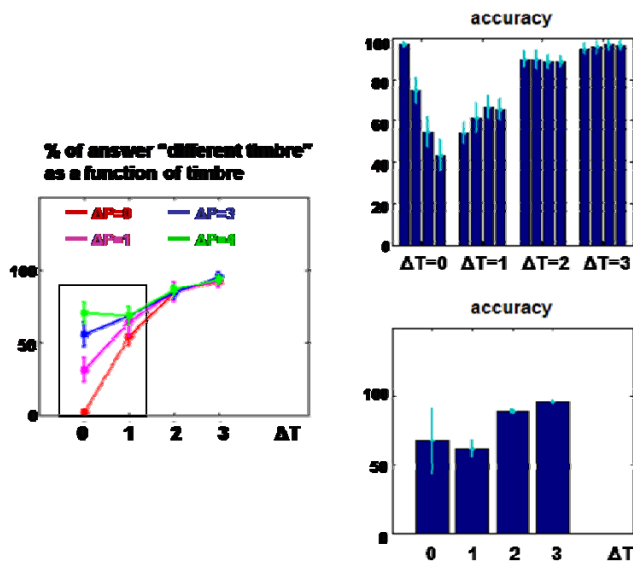 % of answer "different timbre"
as a function of timbre
ΔP=0
ΔP=3
ΔP=1
ΔP=4
100
50
0
0 1 2 3 ΔT
accuracy
100
80
60
40
20
0
ΔT=0 ΔT=1 ΔT=2 ΔT=3
accuracy
100
50
0
0 1 2 3 ΔT